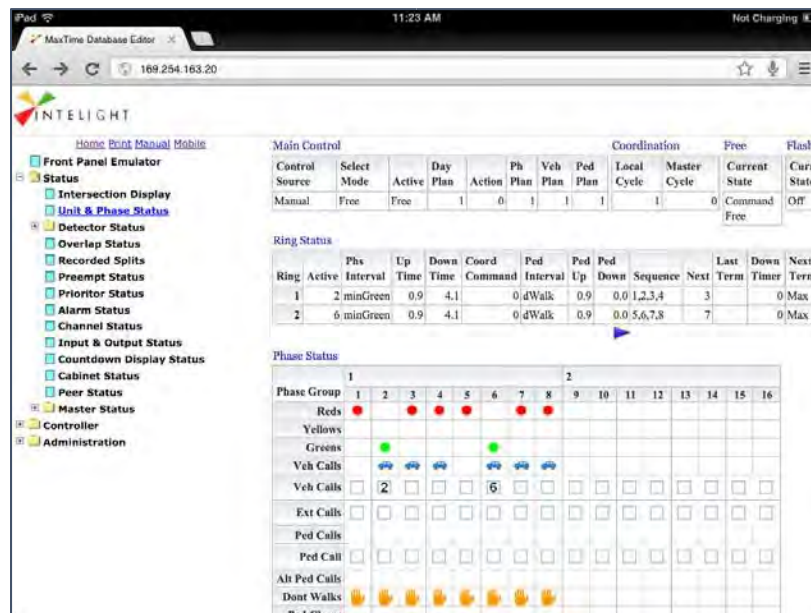 iPad 11:23 AM Not Charging
MaxTime Database Editor
169.254.163.20
INTELIGHT
Home Print Manual Mobile
Front Panel Emulator
Status
Intersection Display
Unit & Phase Status
Detector Status
Overlap Status
Recorded Splits
Preempt Status
Prioritor Status
Alarm Status
Channel Status
Input & Output Status
Countdown Display Status
Cabinet Status
Peer Status
Master Status
Controller
Administration
Main Control Coordination Free Flash
Control Select Day Ph Veh Ped Local Master Current Curr
Source Mode Active Plan Action Plan Plan Plan Cycle Cycle State State
Manual Free Free 1 0 1 1 1 1 0 Command Off
Free
Ring Status
Phs Up Down Coord Ped Ped Ped Last Down Next
Ring Active Interval Time Time Command Interval Up Down Sequence Next Term Timer Term
1 2 minGreen 0.9 4.1 0 dWalk 0.9 0.0 1,2,3,4 3 0 Max
2 6 minGreen 0.9 4.1 0 dWalk 0.9 0.0 5,6,7,8 7 0 Max
Phase Status
1 2
Phase Group 1 2 3 4 5 6 7 8 9 10 11 12 13 14 15 16
Reds
Yellows
Greens
Veh Calls
Veh Calls 2 6
Ext Calls
Ped Calls
Ped Call
Alt Ped Calls
Dont Walks